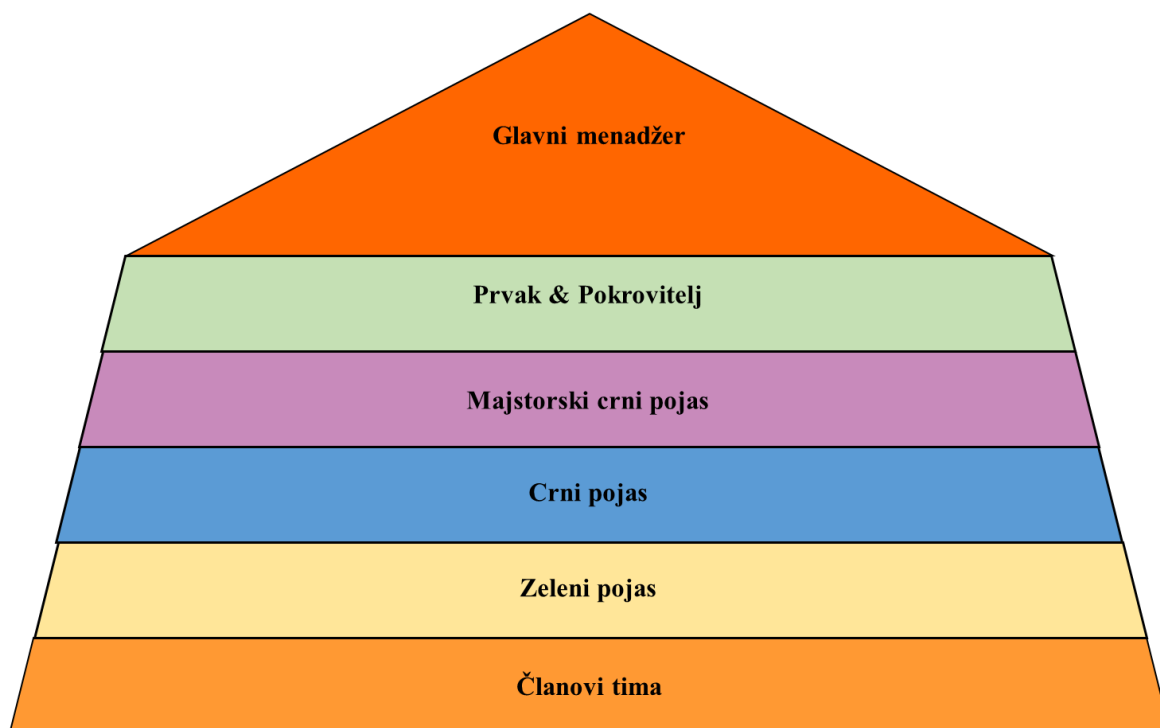 Glavni menadžer
Prvak & Pokrovitelj
Majstorski crni pojas
Crni pojas
Zeleni pojas
Članovi tima